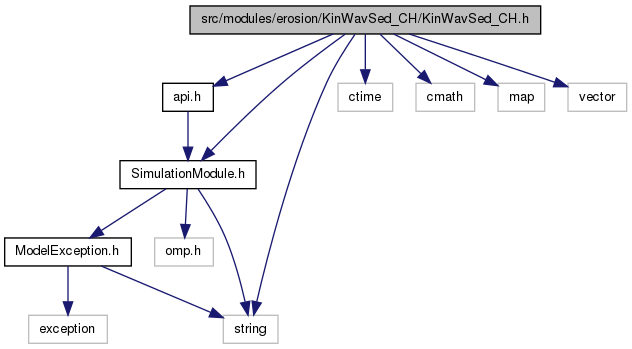 src/modules/erosion/KinWavSed_CH/KinWavSed_CH.h
api.h
ctime
cmath
map
vector
SimulationModule.h
ModelException.h
omp.h
exception
string